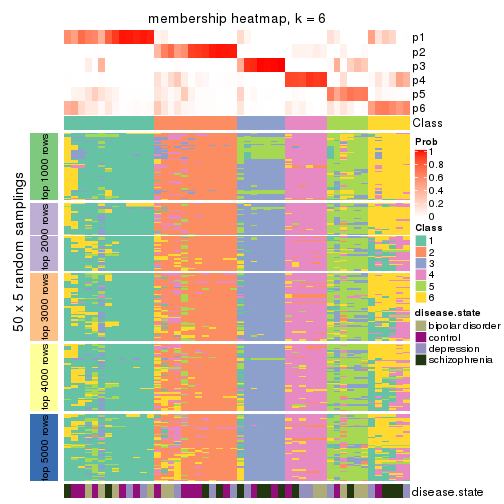 membership heatmap, k = 6
p1
p2
p3
p4
p5
p6
Class
50 x 5 random samplings
top 1000 rows
top 2000 rows
top 3000 rows
top 4000 rows
top 5000 rows
Prob
1
0.8
0.6
0.4
0.2
0
Class
1
2
3
4
5
6
disease.state
bipolar disorder
control
depression
schizophrenia
disease.state